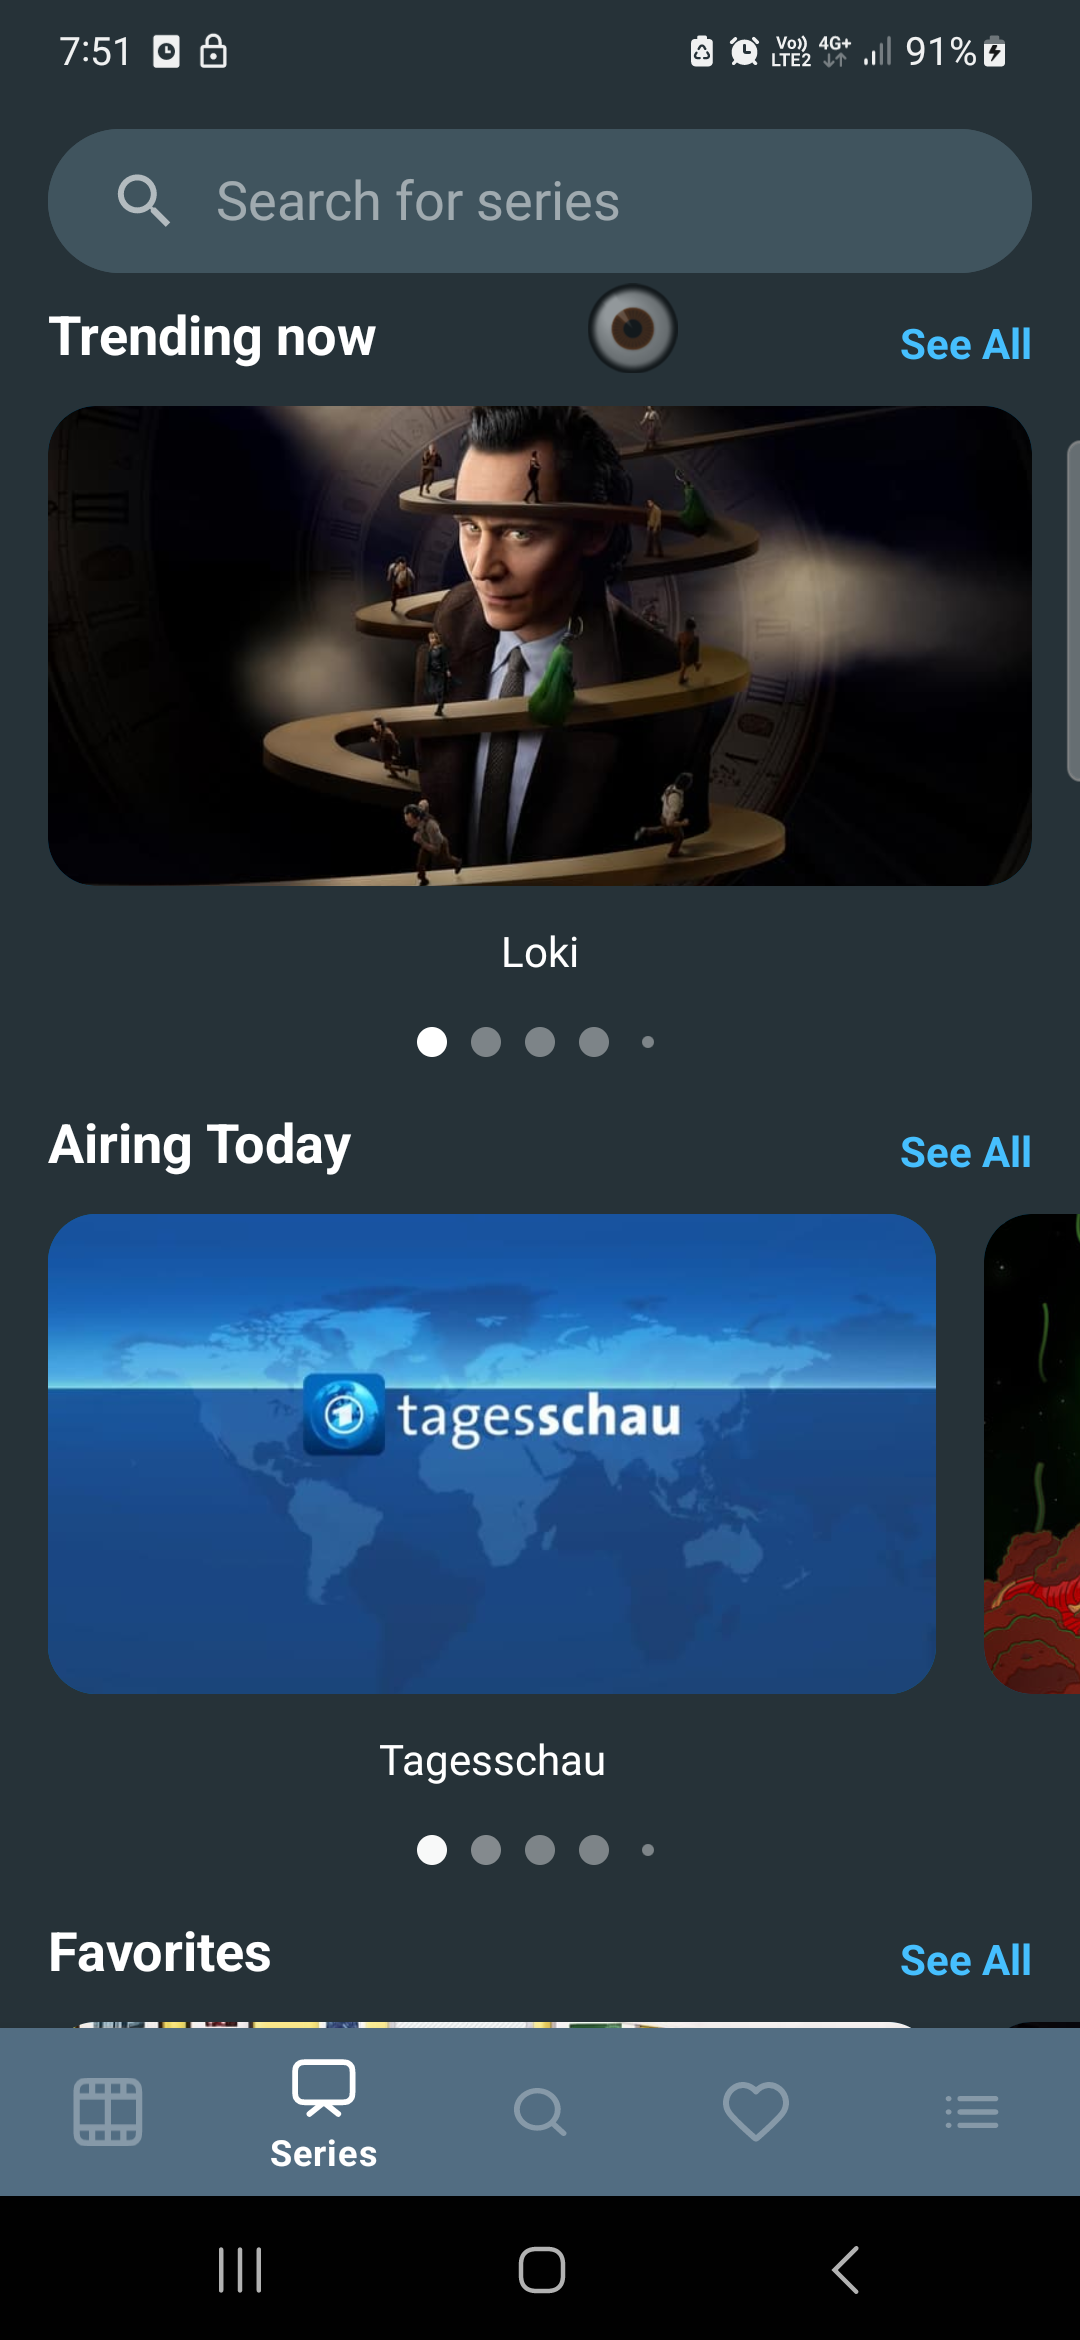 7:51
Vo)) LTE2 4G+ 91%
Search for series
Trending now
See All
Loki
Airing Today
See All
tagesschau
Tagesschau
Favorites
See All
Series